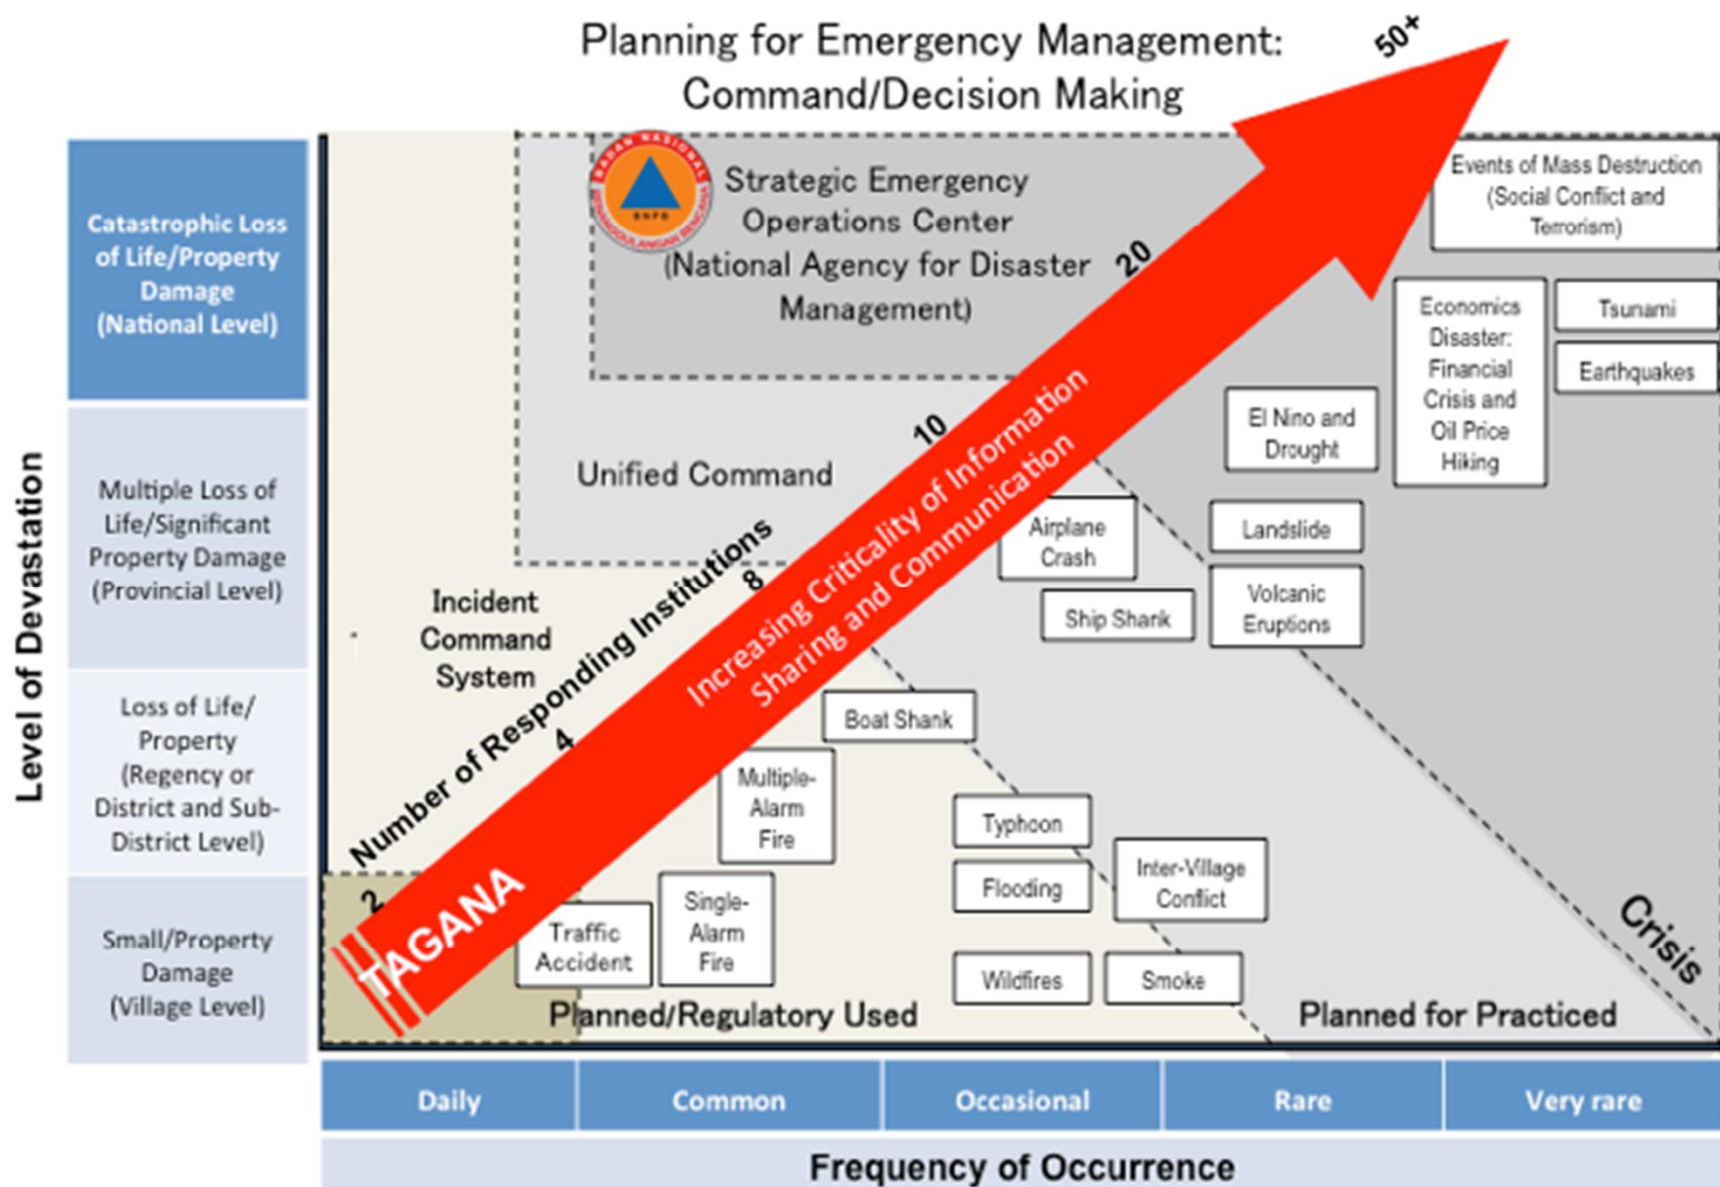 Planning for Emergency Management:
Command/Decision Making
50+
BADAN NASIONAL
PENANGGULANGAN BENCANA
BNPB
Strategic Emergency
Operations Center
(National Agency for Disaster
Management)
20
Events of Mass Destruction
(Social Conflict and
Terrorism)
Catastrophic Loss
of Life/Property
Damage
(National Level)
Economics
Disaster:
Financial
Crisis and
Oil Price
Hiking
Tsunami
Earthquakes
El Nino and
Drought
Level of Devastation
Multiple Loss of
Life/Significant
Property Damage
(Provincial Level)
Unified Command
10
Increasing Criticality of Information
Sharing and Communication
Airplane
Crash
Landslide
Ship Shank
Volcanic
Eruptions
Incident
Command
System
Number of Responding Institutions
8
4
2
Loss of Life/
Property
(Regency or
District and Sub-
District Level)
Boat Shank
Multiple-
Alarm
Fire
Typhoon
Flooding
Inter-Village
Conflict
TAGANA
Small/Property
Damage
(Village Level)
Traffic
Accident
Single-
Alarm
Fire
Wildfires
Smoke
Crisis
Planned/Regulatory Used
Planned for Practiced
Daily
Common
Occasional
Rare
Very rare
Frequency of Occurrence